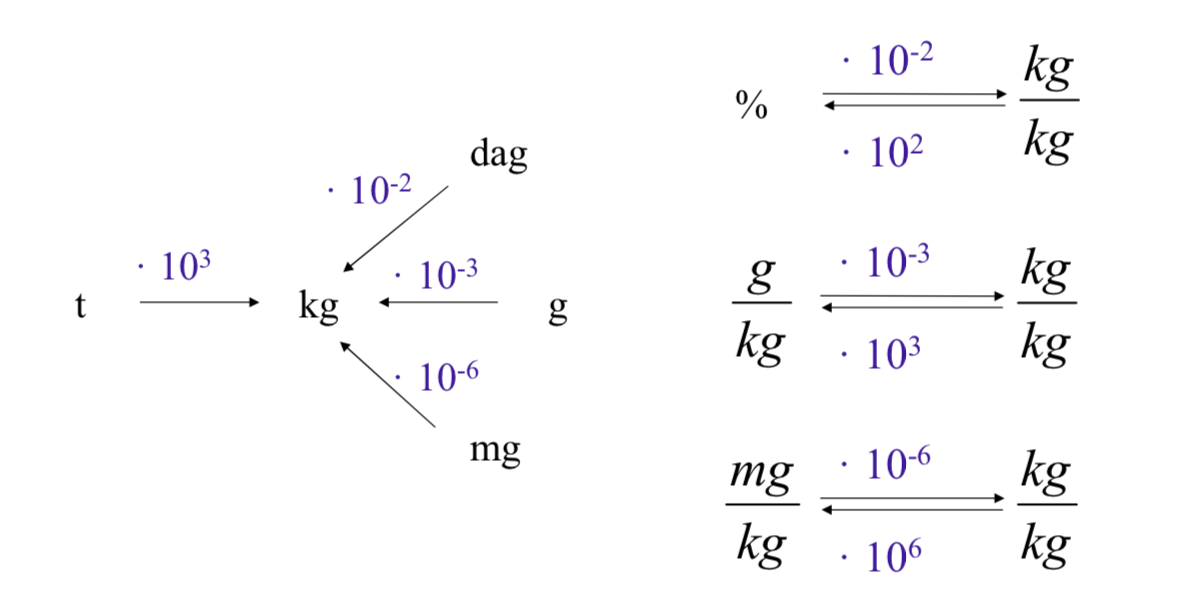 dag
· 10⁻²
· 10³
t
kg
· 10⁻³
g
· 10⁻⁶
mg
· 10⁻²
%
kg
kg
· 10²
· 10⁻³
g
kg
kg
kg
· 10³
· 10⁻⁶
mg
kg
kg
kg
· 10⁶